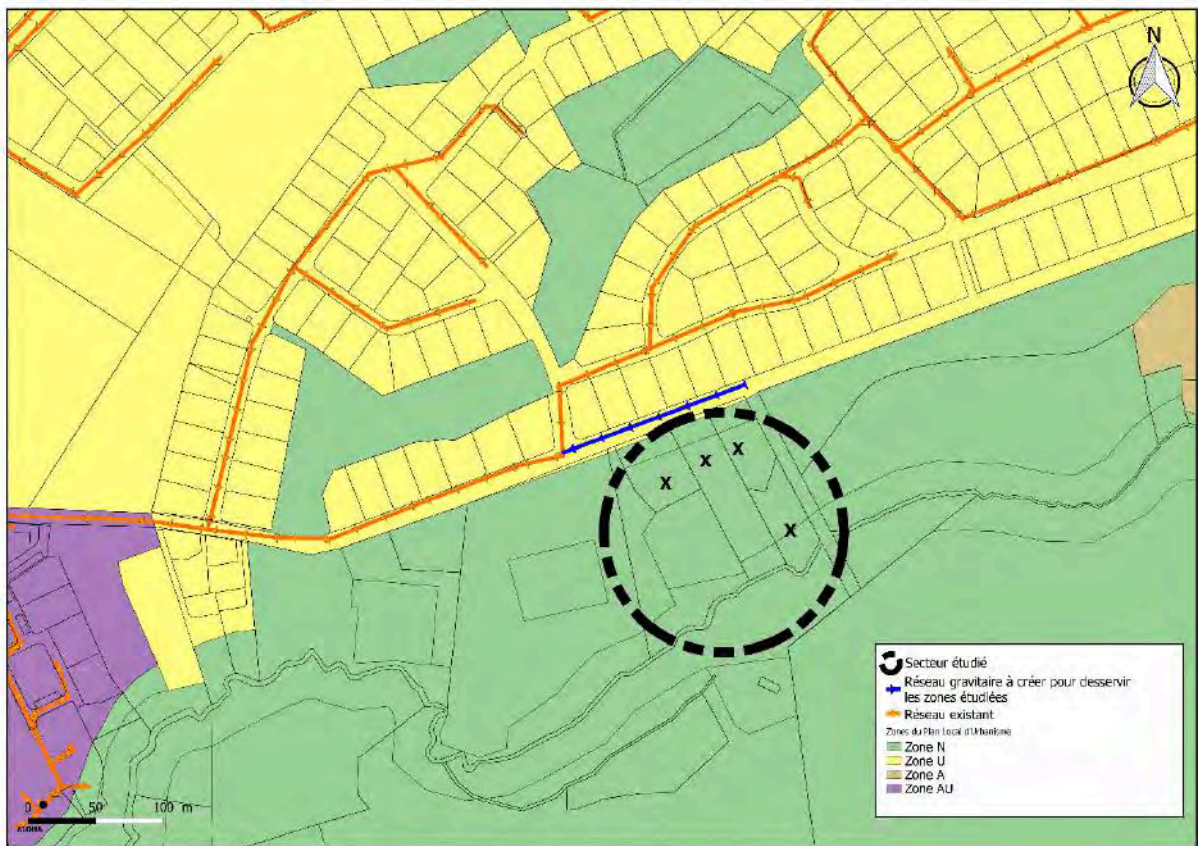 N
x
x
x
x
Secteur étudié
Réseau gravitaire à créer pour desservir
les zones étudiées
Réseau existant
Zones du Plan Local d'Urbanisme
Zone N
Zone U
Zone A
Zone AU
0 50 100 m